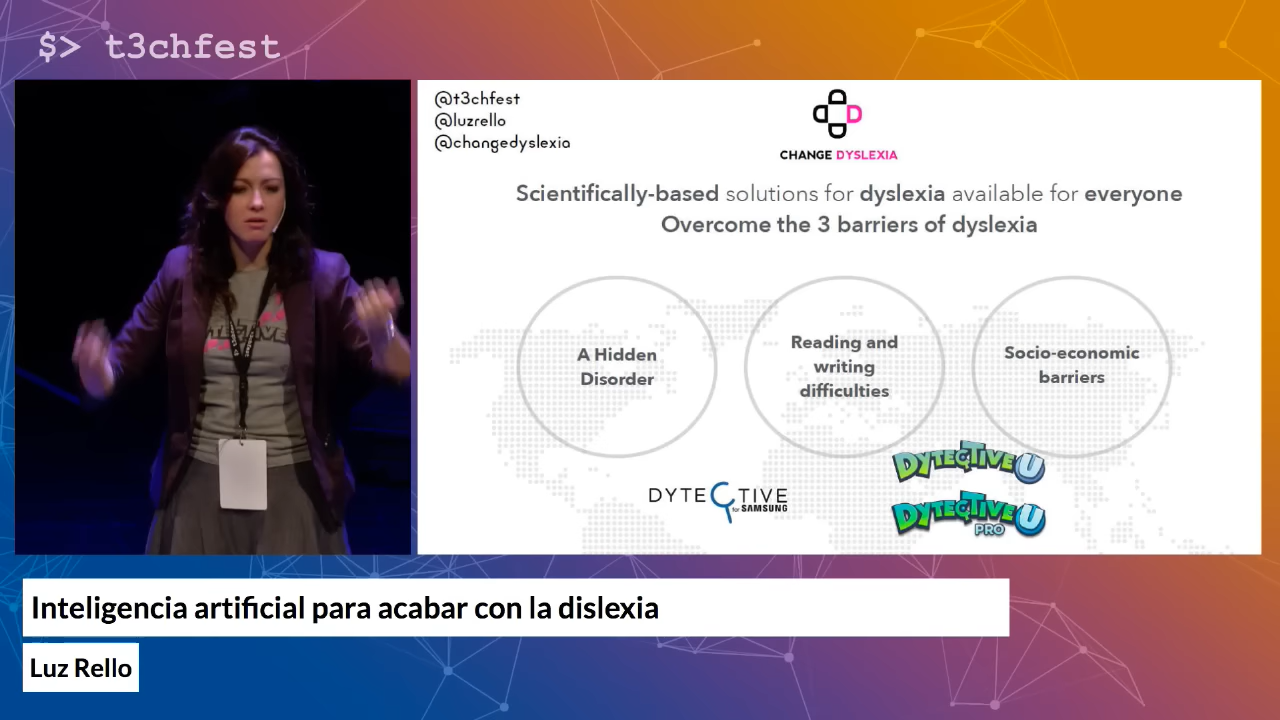 $> t3chfest
@t3chfest
@luzrello
@changedyslexia
CHANGE DYSLEXIA
Scientifically-based solutions for dyslexia available for everyone
Overcome the 3 barriers of dyslexia
A Hidden
Disorder
Reading and
writing
difficulties
Socio-economic
barriers
DYTECTIVE
for SAMSUNG
DYTECTIVE U
DYTECTIVE U
PRO
DYTECTIVE
Inteligencia artificial para acabar con la dislexia
Luz Rello